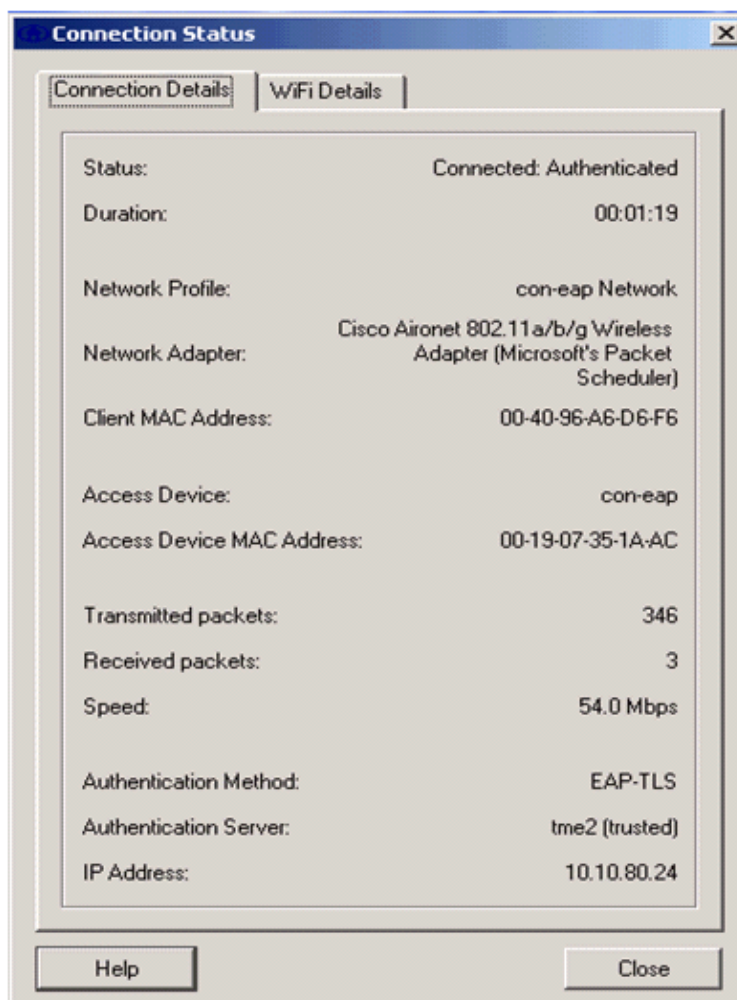 Connection Status
Connection Details
WiFi Details
Status: Connected: Authenticated
Duration: 00:01:19
Network Profile: con-eap Network
Network Adapter: Cisco Aironet 802.11a/b/g Wireless
Adapter (Microsoft's Packet
Scheduler)
Client MAC Address: 00-40-96-A6-D6-F6
Access Device: con-eap
Access Device MAC Address: 00-19-07-35-1A-AC
Transmitted packets: 346
Received packets: 3
Speed: 54.0 Mbps
Authentication Method: EAP-TLS
Authentication Server: tme2 (trusted)
IP Address: 10.10.80.24
Help
Close